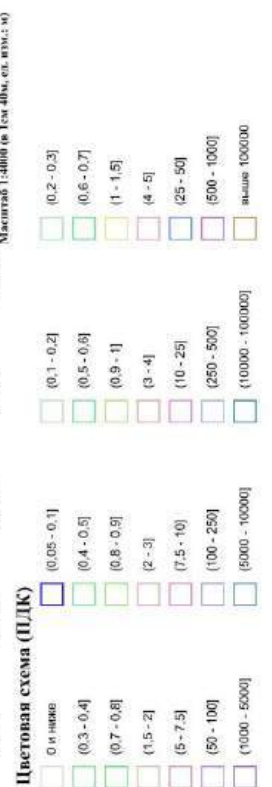 Масштаб 1:4000 (в 1см 40м, ед. изм.: м)
Цветовая схема (ПДК)
0 и ниже (0,05 - 0,1] (0,1 - 0,2] (0,2 - 0,3]
(0,3 - 0,4] (0,4 - 0,5] (0,5 - 0,6] (0,6 - 0,7]
(0,7 - 0,8] (0,8 - 0,9] (0,9 - 1] (1 - 1,5]
(1,5 - 2] (2 - 3] (3 - 4] (4 - 5]
(5 - 7,5] (7,5 - 10] (10 - 25] (25 - 50]
(50 - 100] (100 - 250] (250 - 500] (500 - 1000]
(1000 - 5000] (5000 - 10000] (10000 - 100000] выше 100000